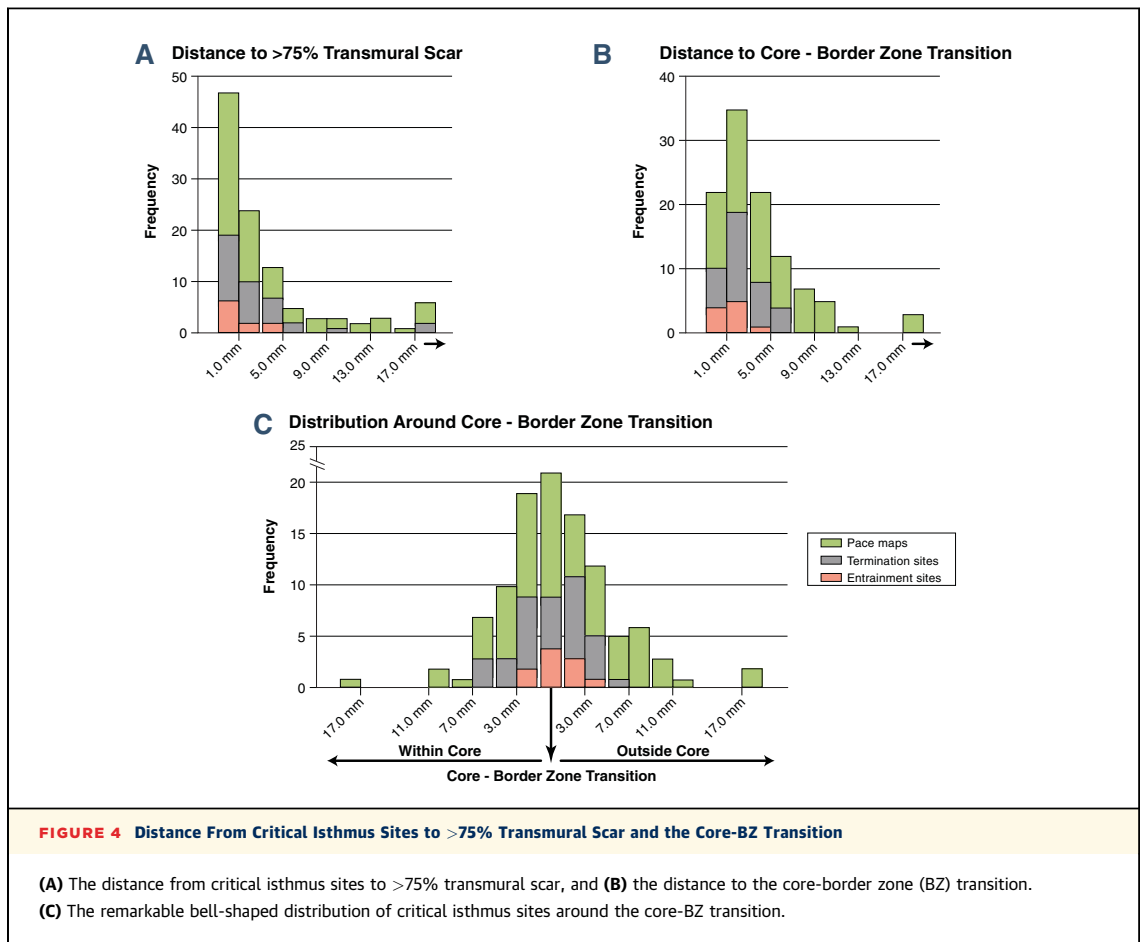 A Distance to >75% Transmural Scar
50
40
30
20
10
0
Frequency
1.0 mm
5.0 mm
9.0 mm
13.0 mm
17.0 mm
B Distance to Core - Border Zone Transition
40
30
20
10
0
Frequency
1.0 mm
5.0 mm
9.0 mm
13.0 mm
17.0 mm
C Distribution Around Core - Border Zone Transition
25
20
15
10
5
0
Frequency
17.0 mm
11.0 mm
7.0 mm
3.0 mm
3.0 mm
7.0 mm
11.0 mm
17.0 mm
Within Core
Outside Core
Core - Border Zone Transition
Pace maps
Termination sites
Entrainment sites
FIGURE 4 Distance From Critical Isthmus Sites to >75% Transmural Scar and the Core-BZ Transition
(A) The distance from critical isthmus sites to >75% transmural scar, and (B) the distance to the core-border zone (BZ) transition.
(C) The remarkable bell-shaped distribution of critical isthmus sites around the core-BZ transition.